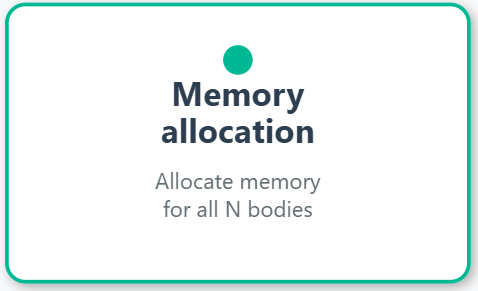 Memory
allocation
Allocate memory
for all N bodies